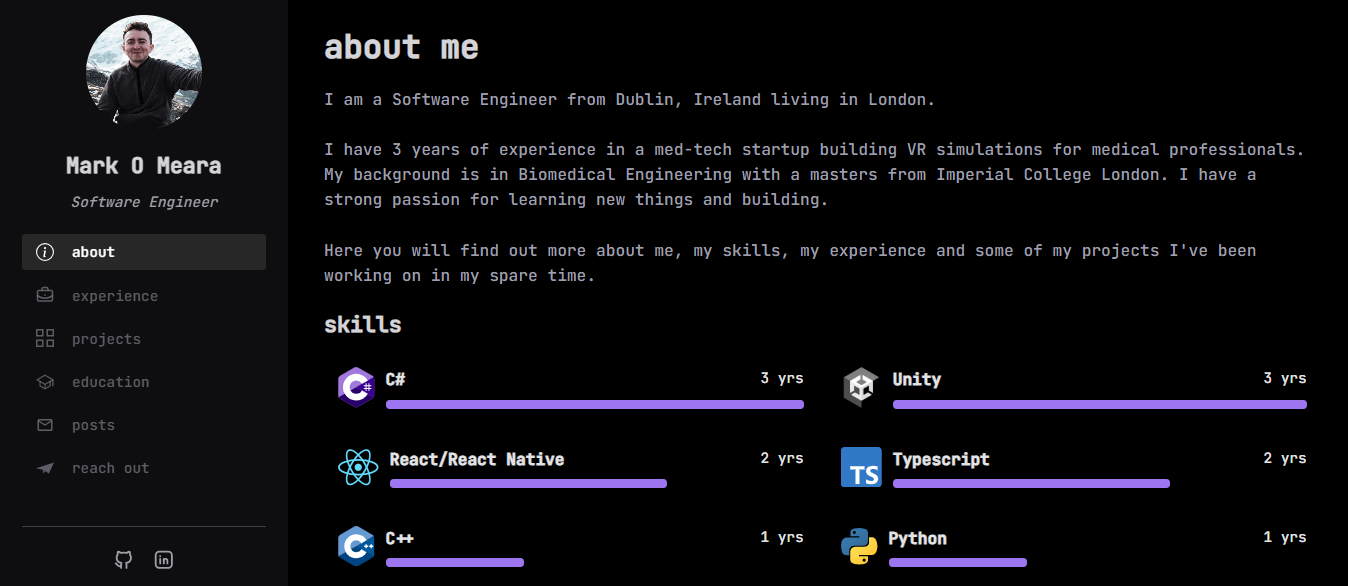 Mark O Meara
Software Engineer
about
experience
projects
education
posts
reach out
about me
I am a Software Engineer from Dublin, Ireland living in London.
I have 3 years of experience in a med-tech startup building VR simulations for medical professionals.
My background is in Biomedical Engineering with a masters from Imperial College London. I have a
strong passion for learning new things and building.
Here you will find out more about me, my skills, my experience and some of my projects I've been
working on in my spare time.
skills
C# 3 yrs
Unity 3 yrs
React/React Native 2 yrs
TS Typescript 2 yrs
C++ 1 yrs
Python 1 yrs